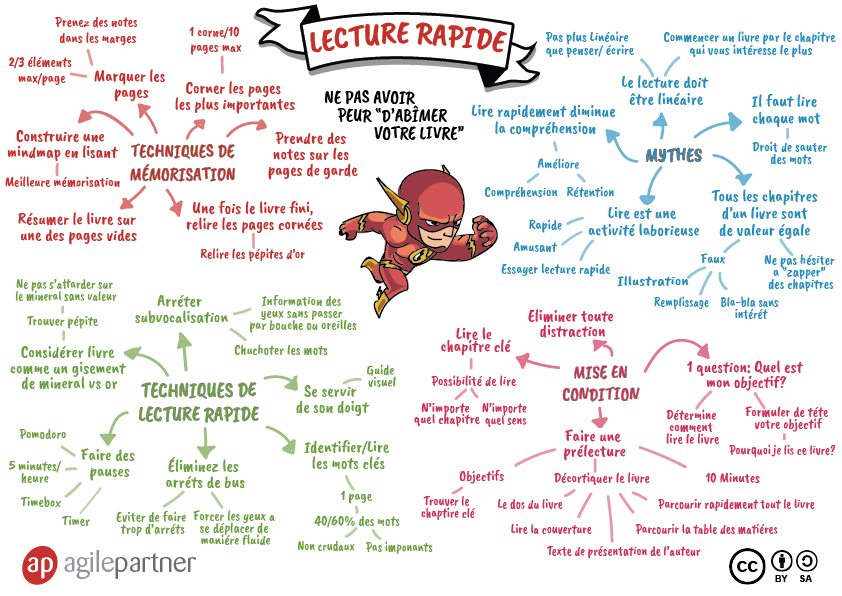 LECTURE RAPIDE
NE PAS AVOIR
PEUR "D'ABÎMER
VOTRE LIVRE"
TECHNIQUES DE
MÉMORISATION
Prenez des notes
dans les marges
2/3 éléments
max/page
Marquer les
pages
1 corne/10
pages max
Corner les pages
les plus importantes
Construire une
mindmap en lisant
Meilleure mémorisation
Prendre des
notes sur les
pages de garde
Résumer le livre sur
une des pages vides
Une fois le livre fini,
relire les pages cornées
Relire les pépites d'or
MYTHES
Pas plus linéaire
que penser/ écrire
Commencer un livre par le chapitre
qui vous intéresse le plus
Le lecture doit
être linéaire
Lire rapidement diminue
la compréhension
Améliore
Compréhension
Rétention
Il faut lire
chaque mot
Droit de sauter
des mots
Lire est une
activité laborieuse
Rapide
Amusant
Essayer lecture rapide
Tous les chapitres
d'un livre sont
de valeur égale
Faux
Illustration
Remplissage
Bla-bla sans
intérêt
Ne pas hésiter
a "zapper"
des chapitres
TECHNIQUES DE
LECTURE RAPIDE
Ne pas s'attarder sur
le mineral sans valeur
Trouver pépite
Considérer livre
comme un gisement
de mineral vs or
Arréter
subvocalisation
Information des
yeux sans passer
par bouche ou oreilles
Chuchoter les mots
Se servir
de son doigt
Guide
visuel
Faire des
pauses
Pomodoro
5 minutes/
heure
Timebox
Timer
Éliminez les
arréts de bus
Eviter de faire
trop d'arréts
Forcer les yeux a
se déplacer de
maniére fluide
Identifier/Lire
les mots clés
1 page
40/60% des mots
Non crudaux
Pas imponants
MISE EN
CONDITION
Eliminer toute
distraction
Lire le
chapitre clé
Possibilité de lire
N'importe
quel chapitre
N'importe
quel sens
1 question: Quel est
mon objectif?
Détermine
comment
lire le livre
Formuler de téte
votre objectif
Pourquoi je lis ce livre?
Faire une
prélecture
Objectifs
Trouver le
chaptire clé
Décortiquer le livre
10 Minutes
Le dos du livre
Lire la couverture
Texte de présentation de l'auteur
Parcourir la table des matiéres
Parcourir rapidement tout le livre
ap agilepartner
cc
BY SA